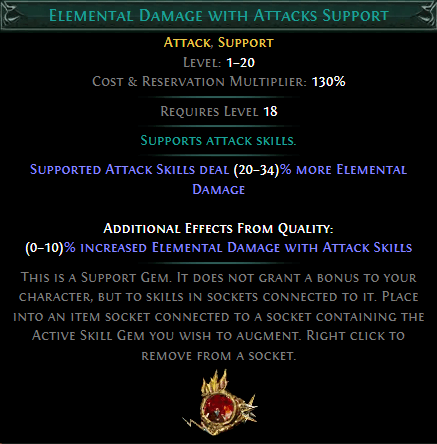 Elemental Damage with Attacks Support
Attack, Support
Level: 1–20
Cost & Reservation Multiplier: 130%
Requires Level 18
Supports attack skills.
Supported Attack Skills deal (20–34)% more Elemental
Damage
Additional Effects From Quality:
(0–10)% increased Elemental Damage with Attack Skills
This is a Support Gem. It does not grant a bonus to your
character, but to skills in sockets connected to it. Place
into an item socket connected to a socket containing the
Active Skill Gem you wish to augment. Right click to
remove from a socket.